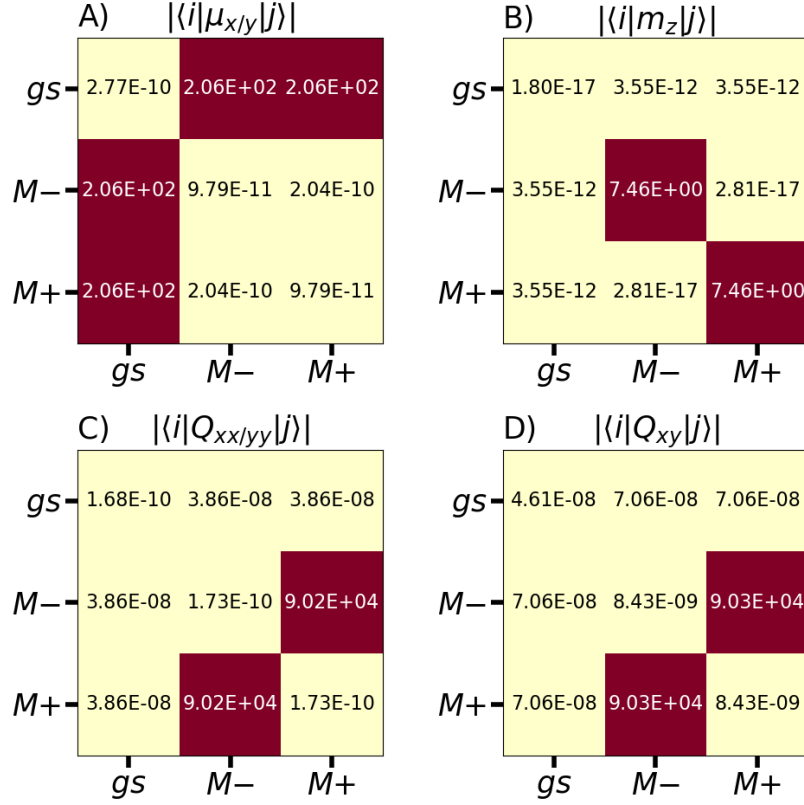 A) |⟨i|μx/y|j⟩|
gs 2.77E-10 2.06E+02 2.06E+02
M− 2.06E+02 9.79E-11 2.04E-10
M+ 2.06E+02 2.04E-10 9.79E-11
gs M− M+
B) |⟨i|mz|j⟩|
gs 1.80E-17 3.55E-12 3.55E-12
M− 3.55E-12 7.46E+00 2.81E-17
M+ 3.55E-12 2.81E-17 7.46E+00
gs M− M+
C) |⟨i|Qxx/yy|j⟩|
gs 1.68E-10 3.86E-08 3.86E-08
M− 3.86E-08 1.73E-10 9.02E+04
M+ 3.86E-08 9.02E+04 1.73E-10
gs M− M+
D) |⟨i|Qxy|j⟩|
gs 4.61E-08 7.06E-08 7.06E-08
M− 7.06E-08 8.43E-09 9.03E+04
M+ 7.06E-08 9.03E+04 8.43E-09
gs M− M+